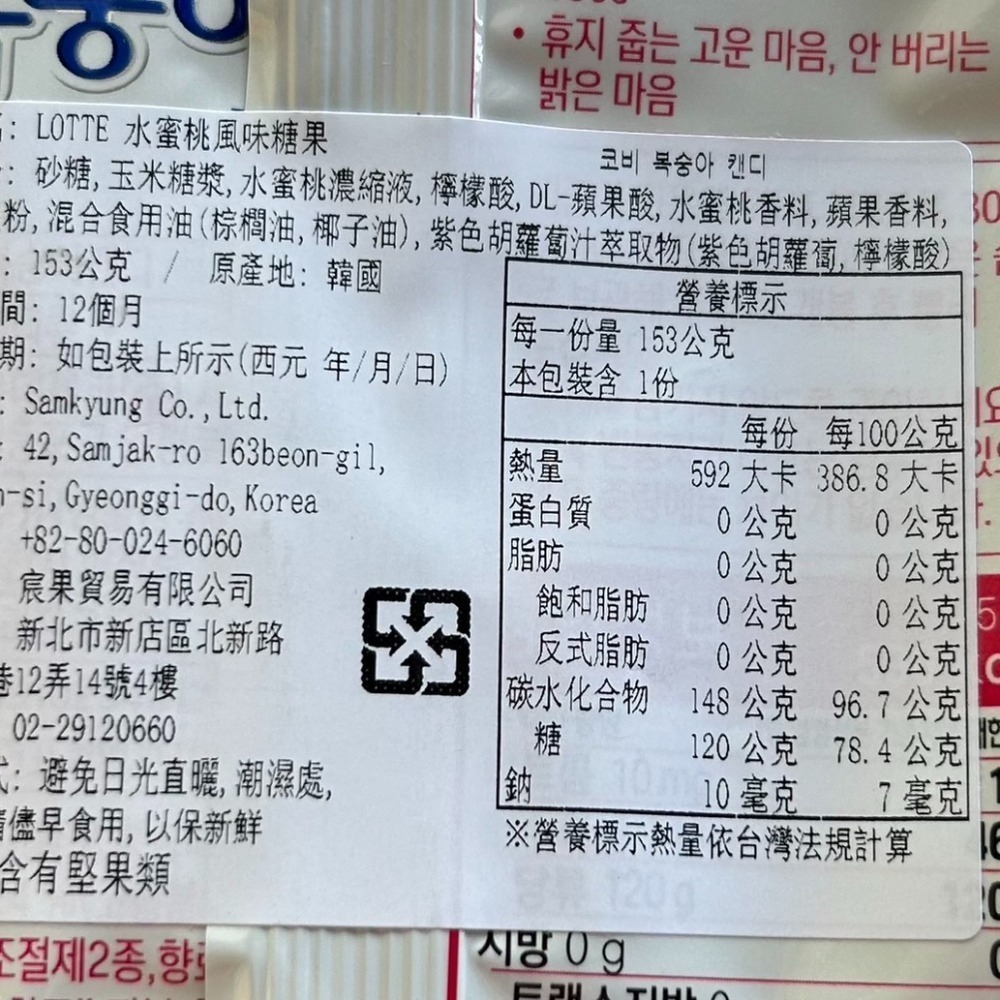 • 휴지 줍는 고운 마음, 안 버리는
밝은 마음
: LOTTE 水蜜桃風味糖果
코비 복숭아 캔디
: 砂糖, 玉米糖漿, 水蜜桃濃縮液, 檸檬酸, DL-蘋果酸, 水蜜桃香料, 蘋果香料,
粉, 混合食用油(棕櫚油, 椰子油), 紫色胡蘿蔔汁萃取物(紫色胡蘿蔔, 檸檬酸)
: 153公克 / 原產地: 韓國
間: 12個月
期: 如包裝上所示(西元 年/月/日)
: Samkyung Co., Ltd.
: 42, Samjak-ro 163beon-gil,
n-si, Gyeonggi-do, Korea
+82-80-024-6060
宸果貿易有限公司
新北市新店區北新路
巷12弄14號4樓
02-29120660
式: 避免日光直曬, 潮濕處,
請儘早食用, 以保新鮮
含有堅果類
營養標示
每一份量 153公克
本包裝含 1份
每份 每100公克
熱量 592 大卡 386.8 大卡
蛋白質 0 公克 0 公克
脂肪 0 公克 0 公克
飽和脂肪 0 公克 0 公克
反式脂肪 0 公克 0 公克
碳水化合物 148 公克 96.7 公克
糖 120 公克 78.4 公克
鈉 10 毫克 7 毫克
※營養標示熱量依台灣法規計算
당류 120 g
조절제2종, 향료
지방 0 g